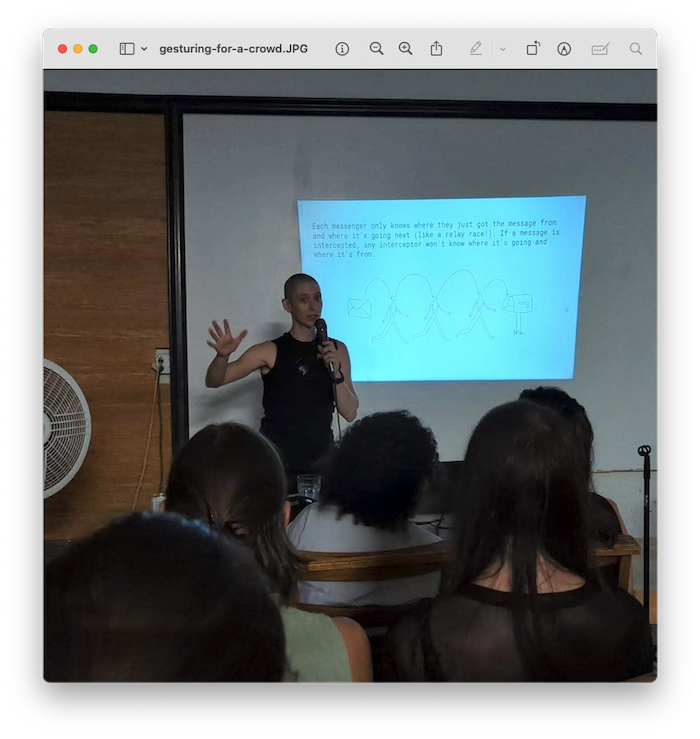 gesturing-for-a-crowd.JPG
Each messenger only knows where they just got the message from
and where it's going next (like a relay race!). If a message is
intercepted, any interceptor won't know where it's going and
where it's from.